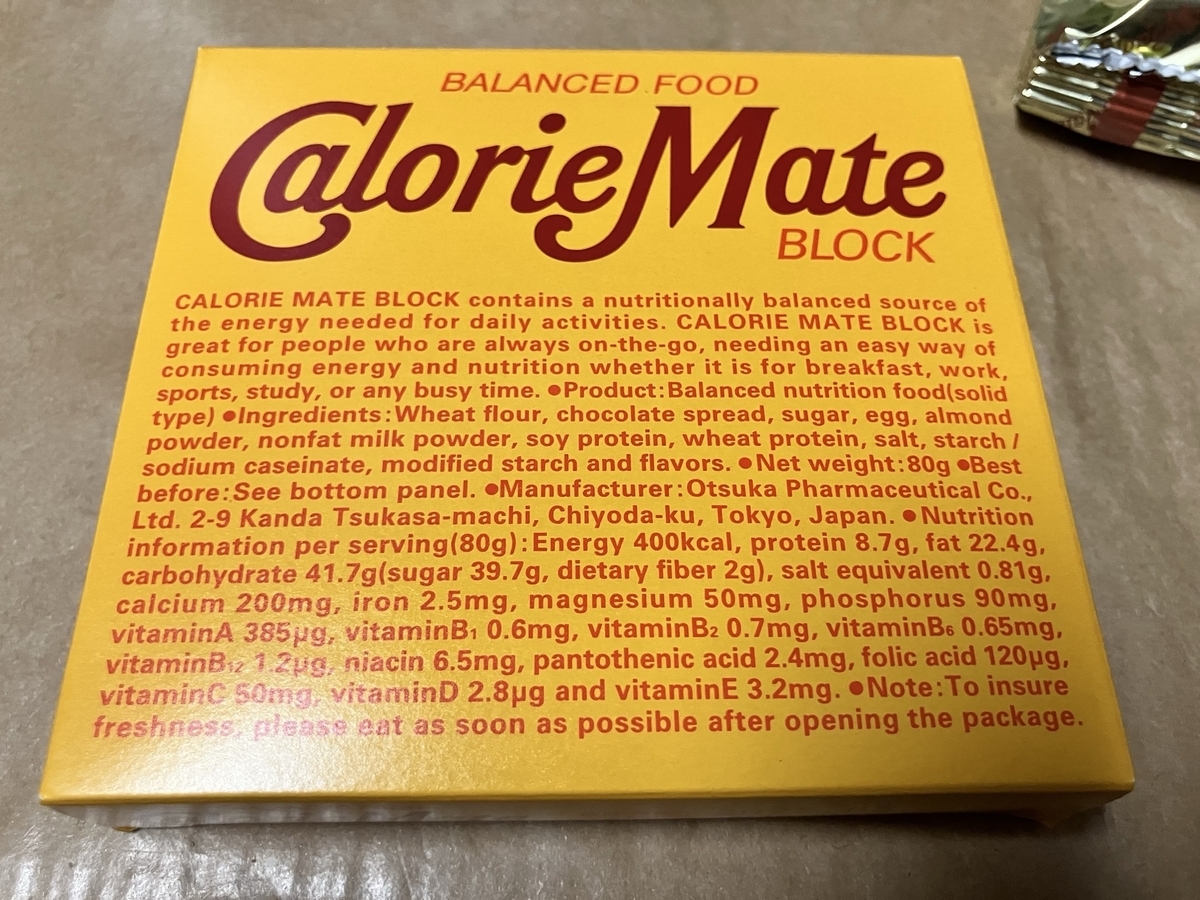 BALANCED FOOD
CalorieMate
BLOCK
CALORIE MATE BLOCK contains a nutritionally balanced source of
the energy needed for daily activities. CALORIE MATE BLOCK is
great for people who are always on-the-go, needing an easy way of
consuming energy and nutrition whether it is for breakfast, work,
sports, study, or any busy time. ●Product:Balanced nutrition food(solid
type) ●Ingredients:Wheat flour, chocolate spread, sugar, egg, almond
powder, nonfat milk powder, soy protein, wheat protein, salt, starch /
sodium caseinate, modified starch and flavors. ●Net weight:80g ●Best
before:See bottom panel. ●Manufacturer:Otsuka Pharmaceutical Co.,
Ltd. 2-9 Kanda Tsukasa-machi, Chiyoda-ku, Tokyo, Japan. ●Nutrition
information per serving(80g):Energy 400kcal, protein 8.7g, fat 22.4g,
carbohydrate 41.7g(sugar 39.7g, dietary fiber 2g), salt equivalent 0.81g,
calcium 200mg, iron 2.5mg, magnesium 50mg, phosphorus 90mg,
vitaminA 385μg, vitaminB₁ 0.6mg, vitaminB₂ 0.7mg, vitaminB₆ 0.65mg,
vitaminB₁₂ 1.2μg, niacin 6.5mg, pantothenic acid 2.4mg, folic acid 120μg,
vitaminC 50mg, vitaminD 2.8μg and vitaminE 3.2mg. ●Note:To insure
freshness, please eat as soon as possible after opening the package.